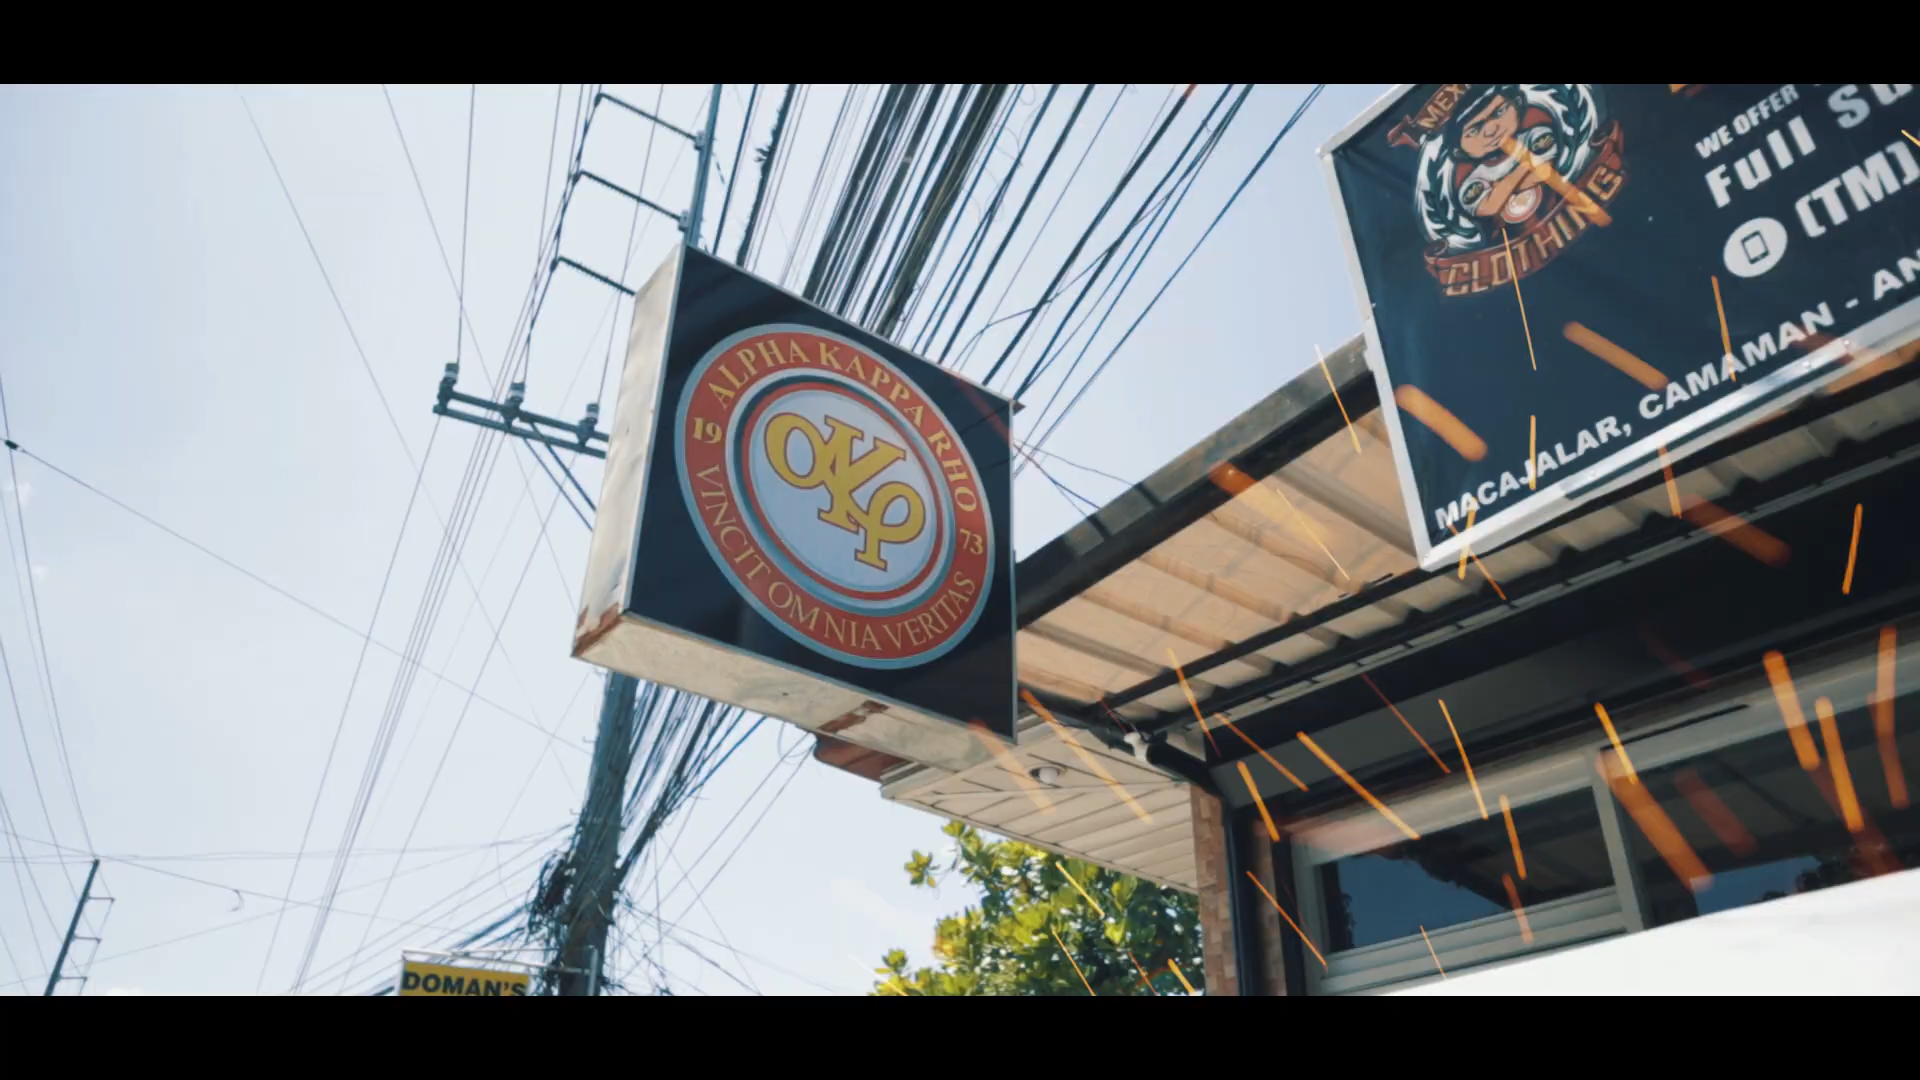 ALPHA KAPPA RHO
19 73
VINCIT OMNIA VERITAS
ΑΚΡ
CLOTHING
WE OFFER
Full
(TM)
MACAJALAR, CAMAMAN - AN
DOMAN'S